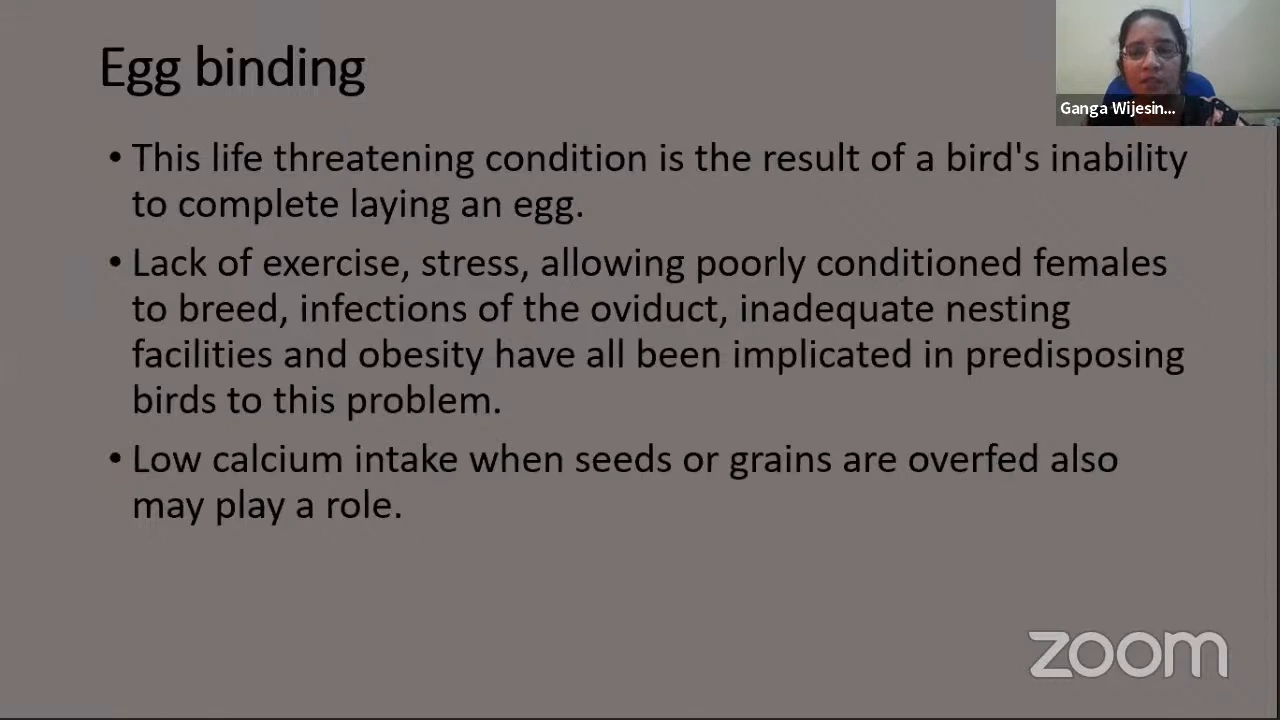 Egg binding
Ganga Wijesin...
• This life threatening condition is the result of a bird's inability
to complete laying an egg.
• Lack of exercise, stress, allowing poorly conditioned females
to breed, infections of the oviduct, inadequate nesting
facilities and obesity have all been implicated in predisposing
birds to this problem.
• Low calcium intake when seeds or grains are overfed also
may play a role.
zoom